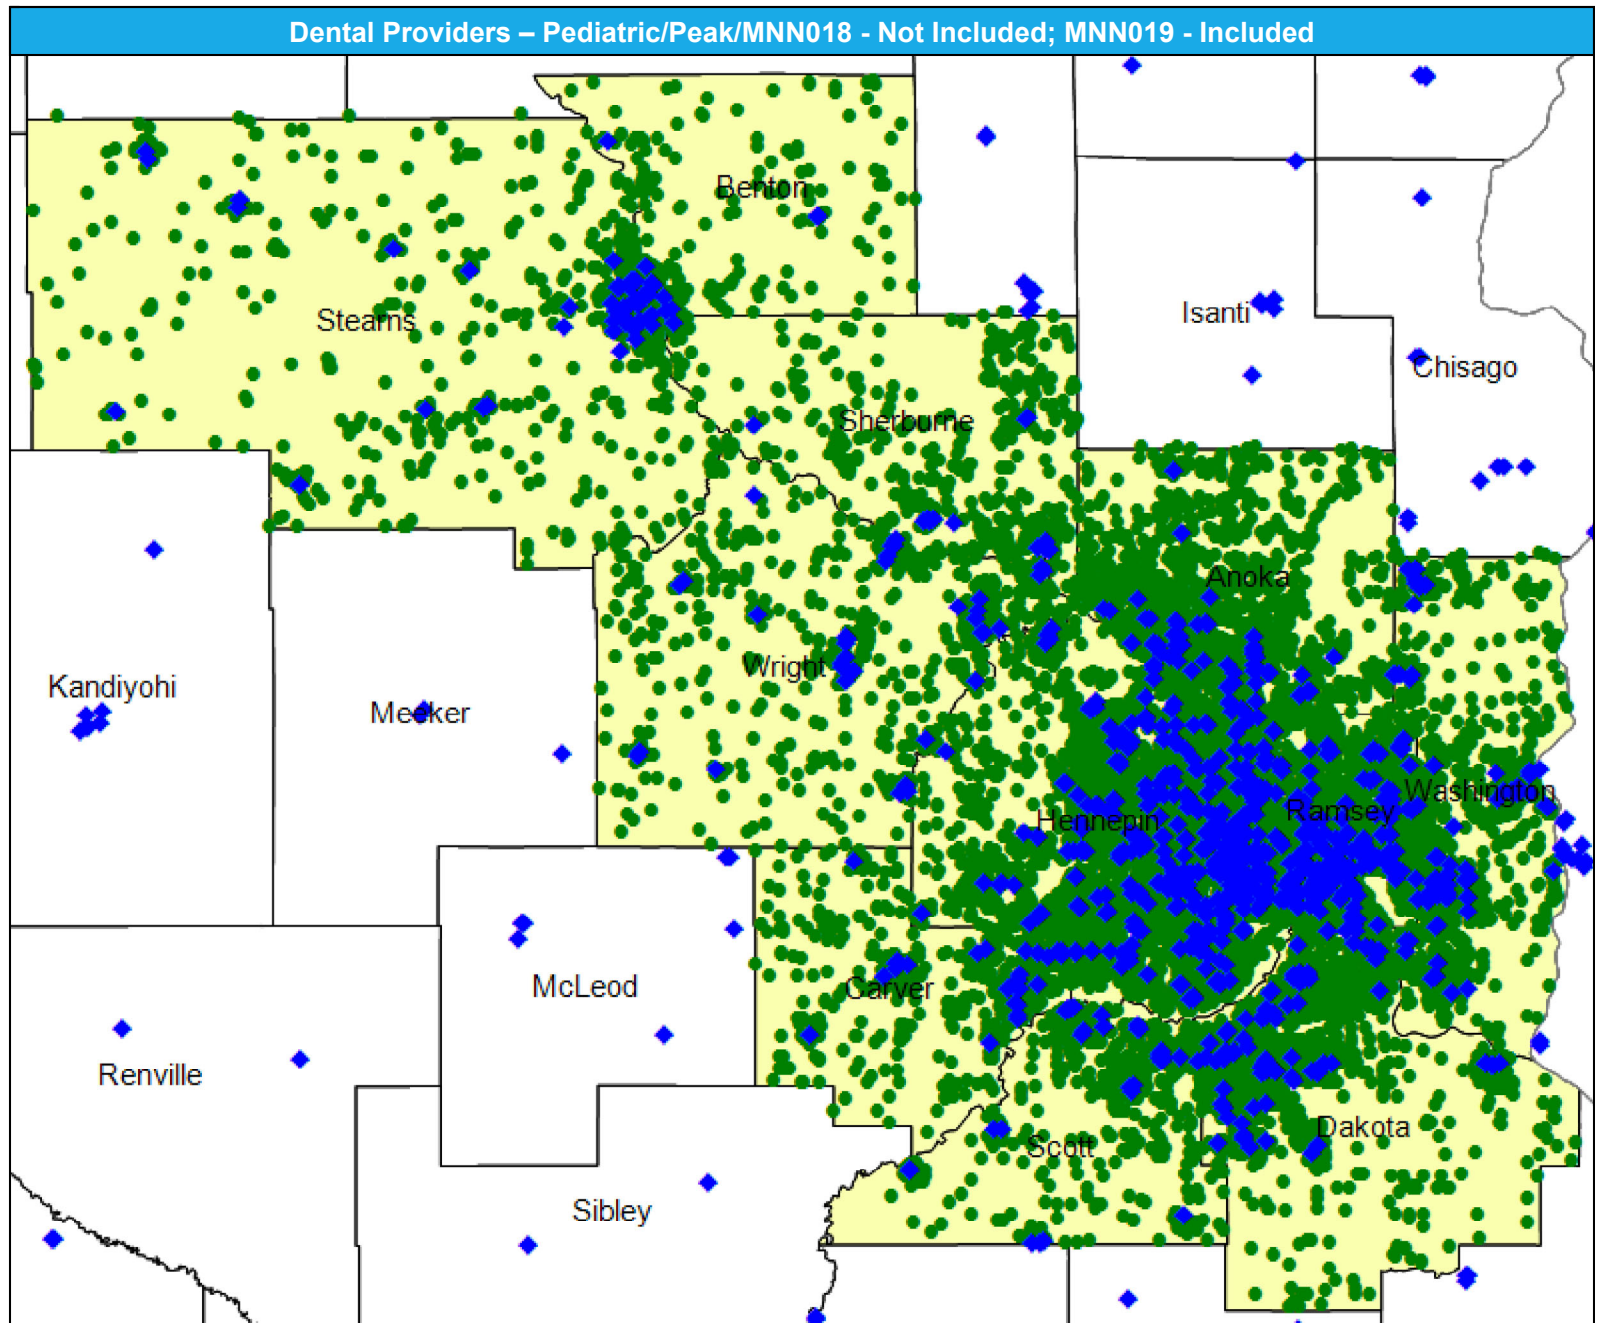 Dental Providers – Pediatric/Peak/MNN018 - Not Included; MNN019 - Included
Benton
Stearns
Isanti
Chisago
Sherburne
Anoka
Wright
Kandiyohi
Meeker
Washington
Ramsey
Hennepin
McLeod
Carver
Renville
Dakota
Scott
Sibley